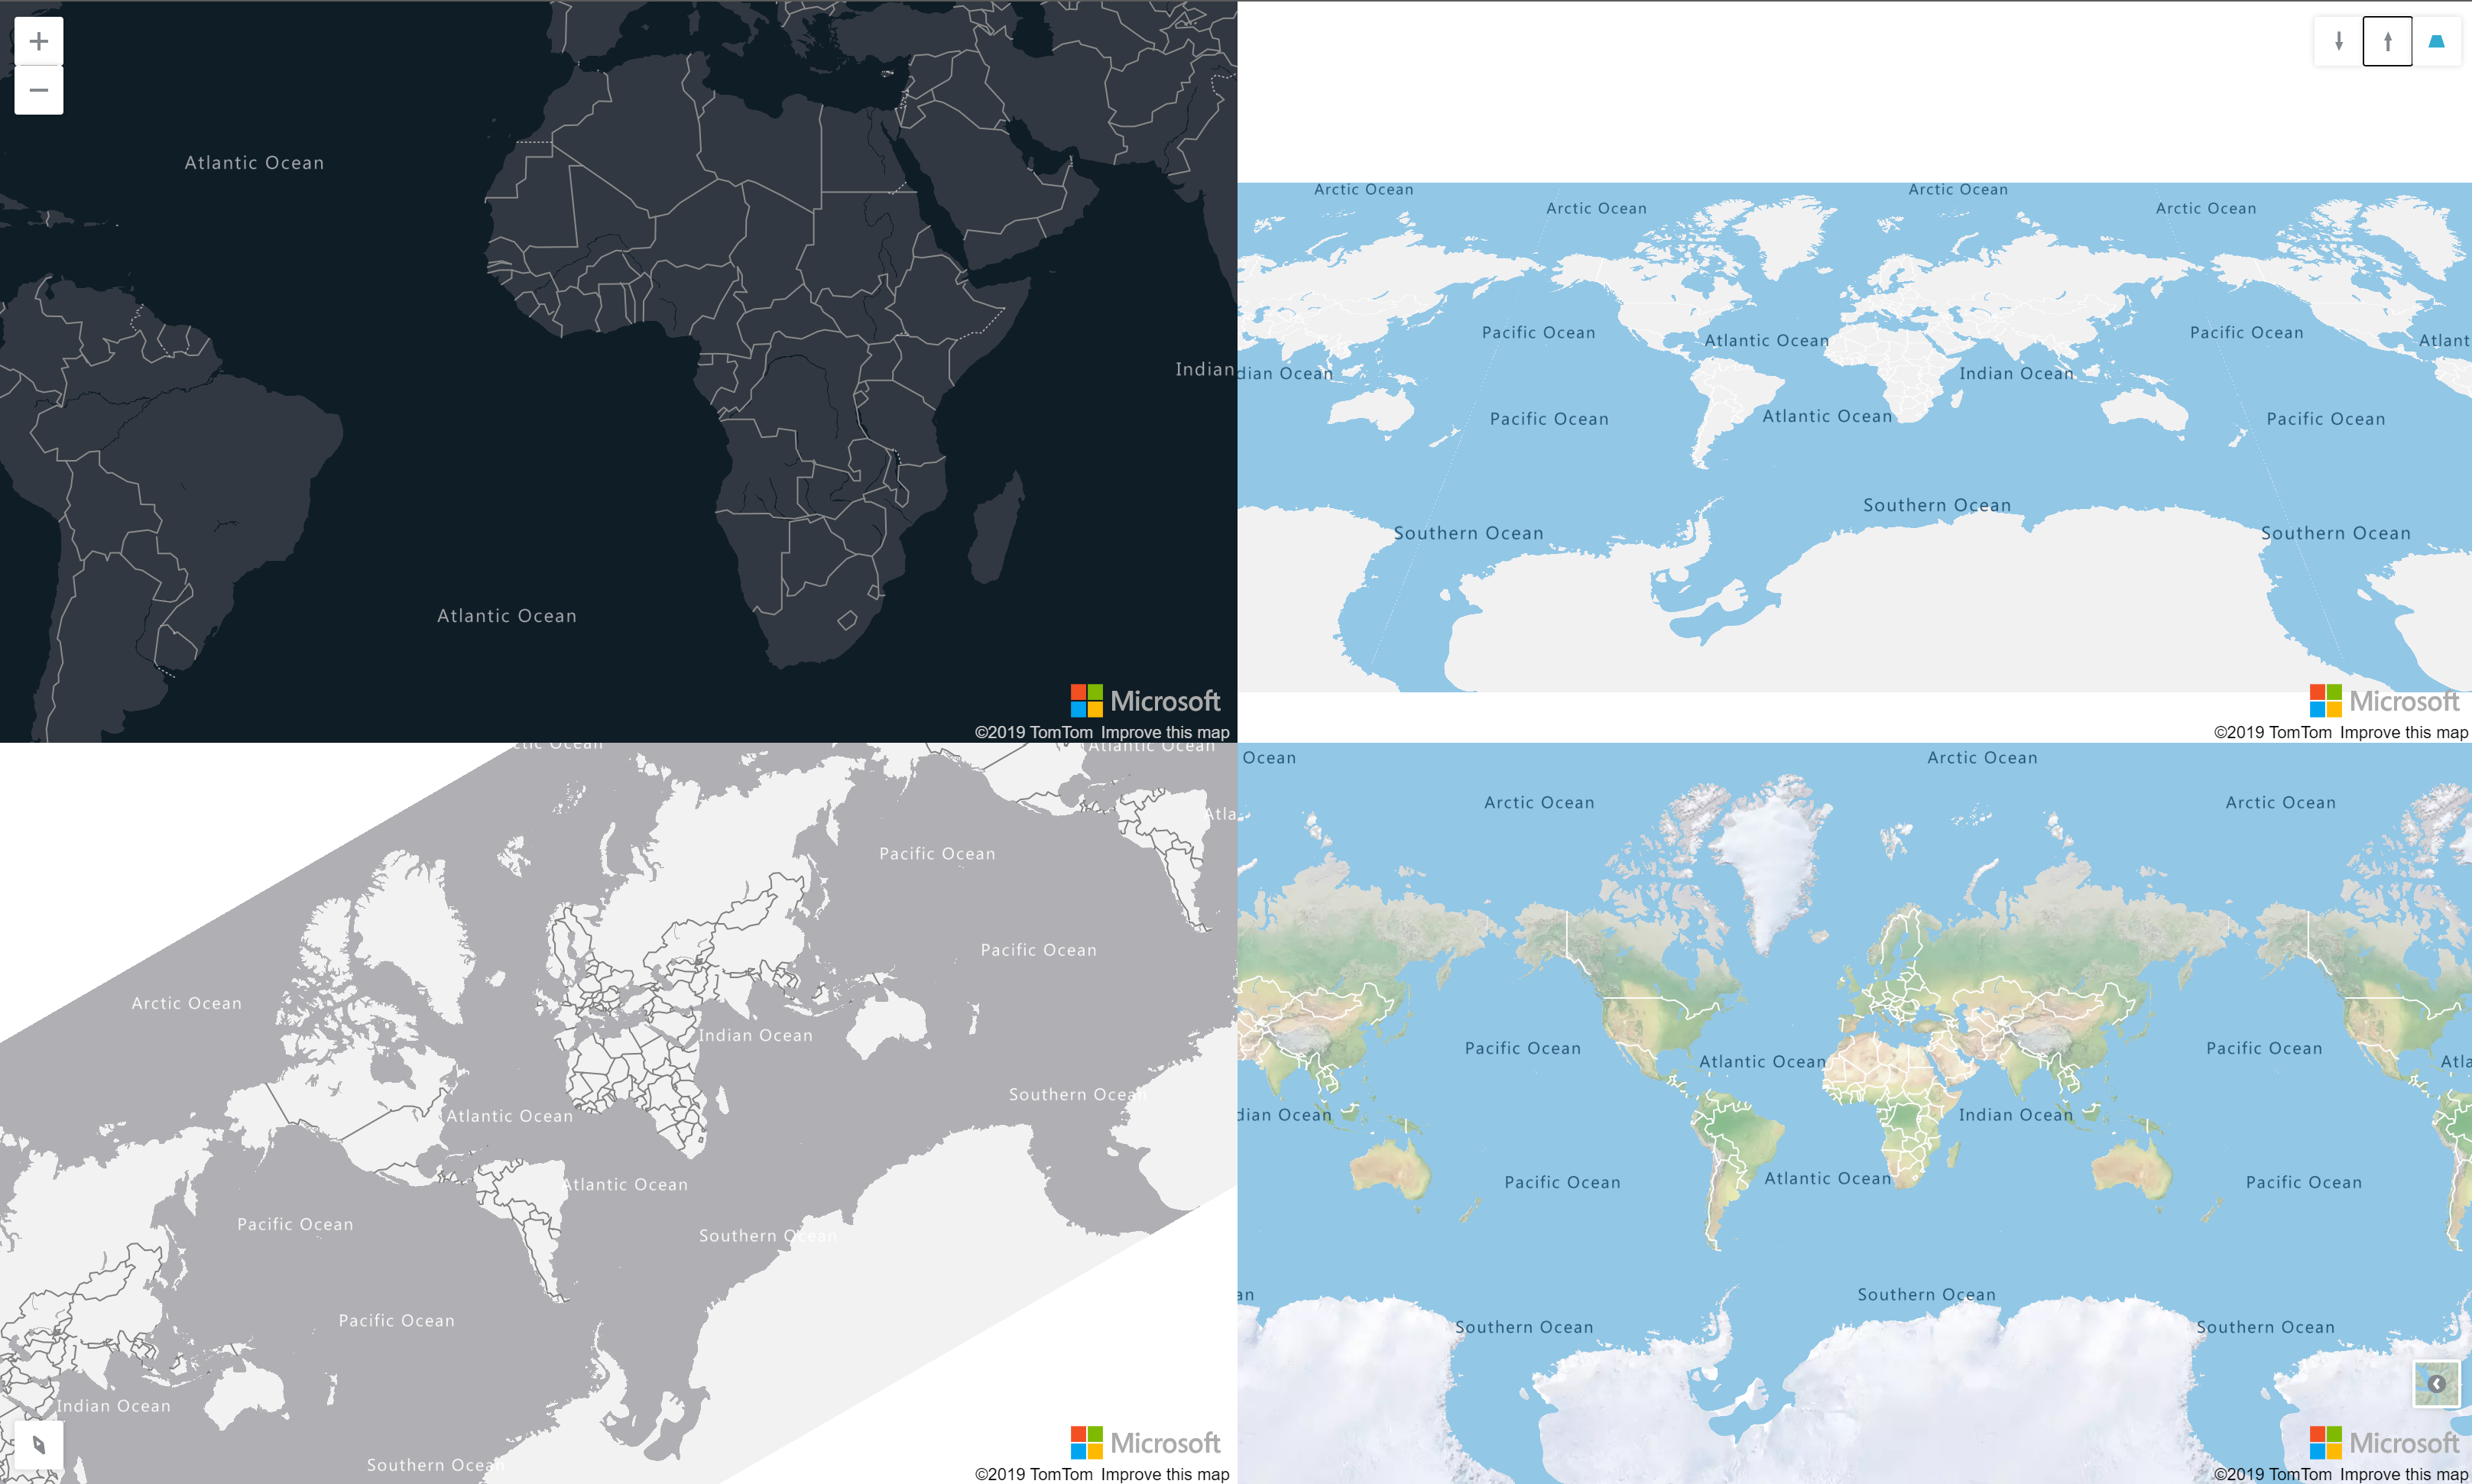 Atlantic Ocean
Indian
Atlantic Ocean
Microsoft
©2019 TomTom Improve this map
Arctic Ocean
Arctic Ocean
Arctic Ocean
Arctic Ocean
Pacific Ocean
Atlantic Ocean
Pacific Ocean
Atlant
dian Ocean
Indian Ocean
Pacific Ocean
Atlantic Ocean
Pacific Ocean
Southern Ocean
Southern Ocean
Southern Ocean
Microsoft
©2019 TomTom Improve this map
ctic Ocean
Atlantic Ocean
Atla
Pacific Ocean
Pacific Ocean
Arctic Ocean
Indian Ocean
Southern Ocean
Atlantic Ocean
Atlantic Ocean
Pacific Ocean
Southern Ocean
Pacific Ocean
Indian Ocean
Southern Ocean
Microsoft
©2019 TomTom Improve this map
Ocean
Arctic Ocean
Arctic Ocean
Arctic Ocean
Pacific Ocean
Atlantic Ocean
Pacific Ocean
Atla
dian Ocean
Indian Ocean
Pacific Ocean
Atlantic Ocean
Pacific Ocean
an
Southern Ocean
Southern Ocean
Southern Ocean
Microsoft
©2019 TomTom Improve this map